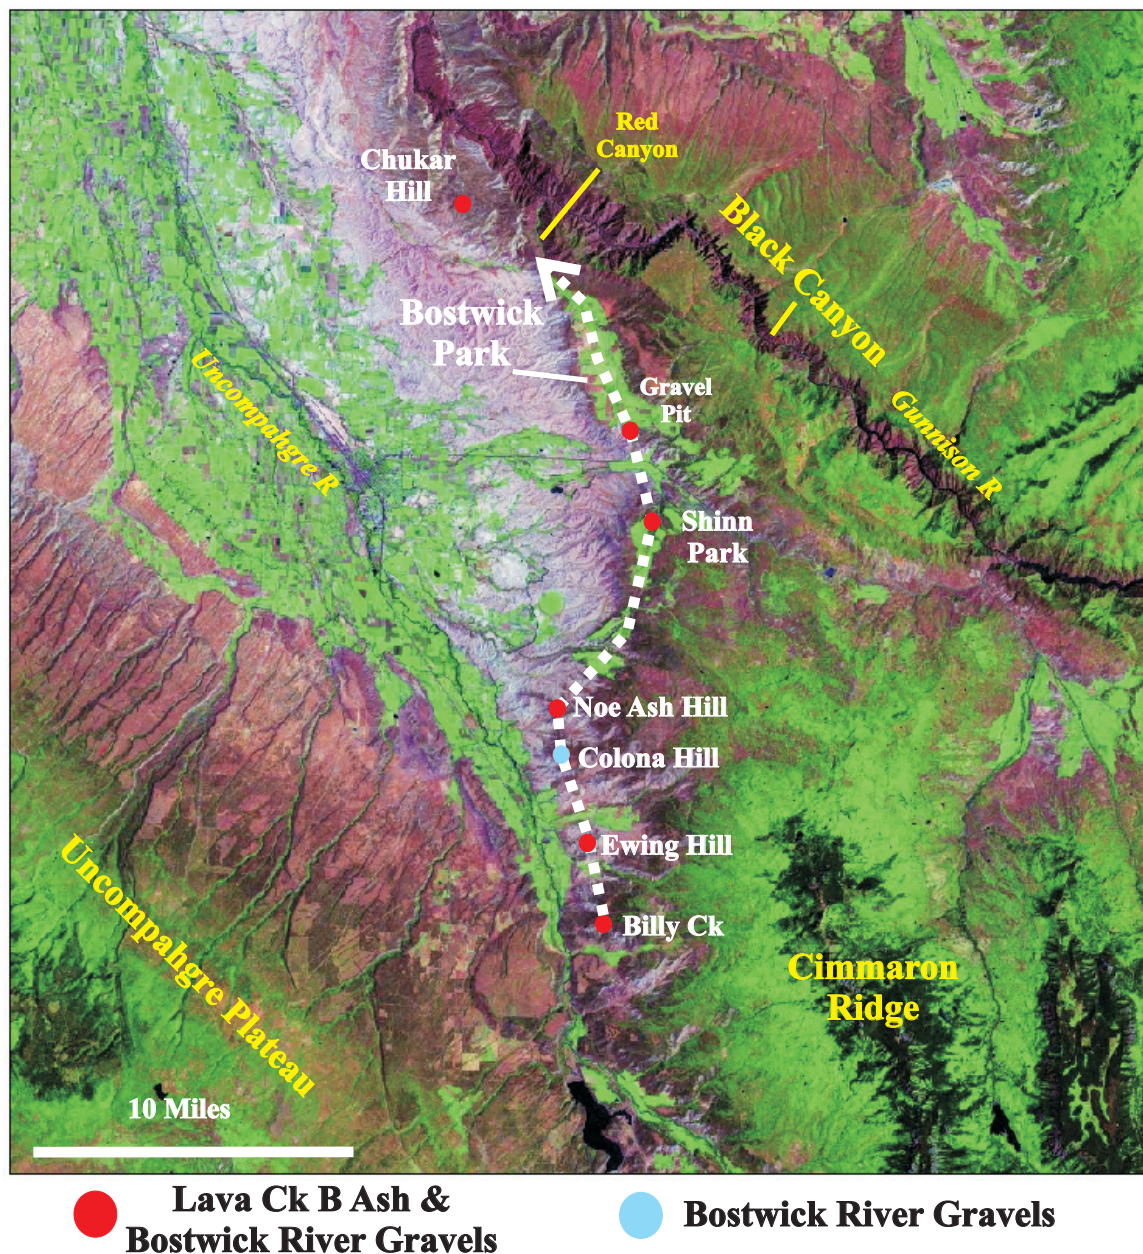 Red
Canyon
Chukar
Hill
Black Canyon
Bostwick
Park
Uncompahgre R
Gravel
Pit
Gunnison R
Shinn
Park
Noe Ash Hill
Colona Hill
Ewing Hill
Billy Ck
Uncompahgre Plateau
Cimmaron
Ridge
10 Miles
Lava Ck B Ash &
Bostwick River Gravels
Bostwick River Gravels